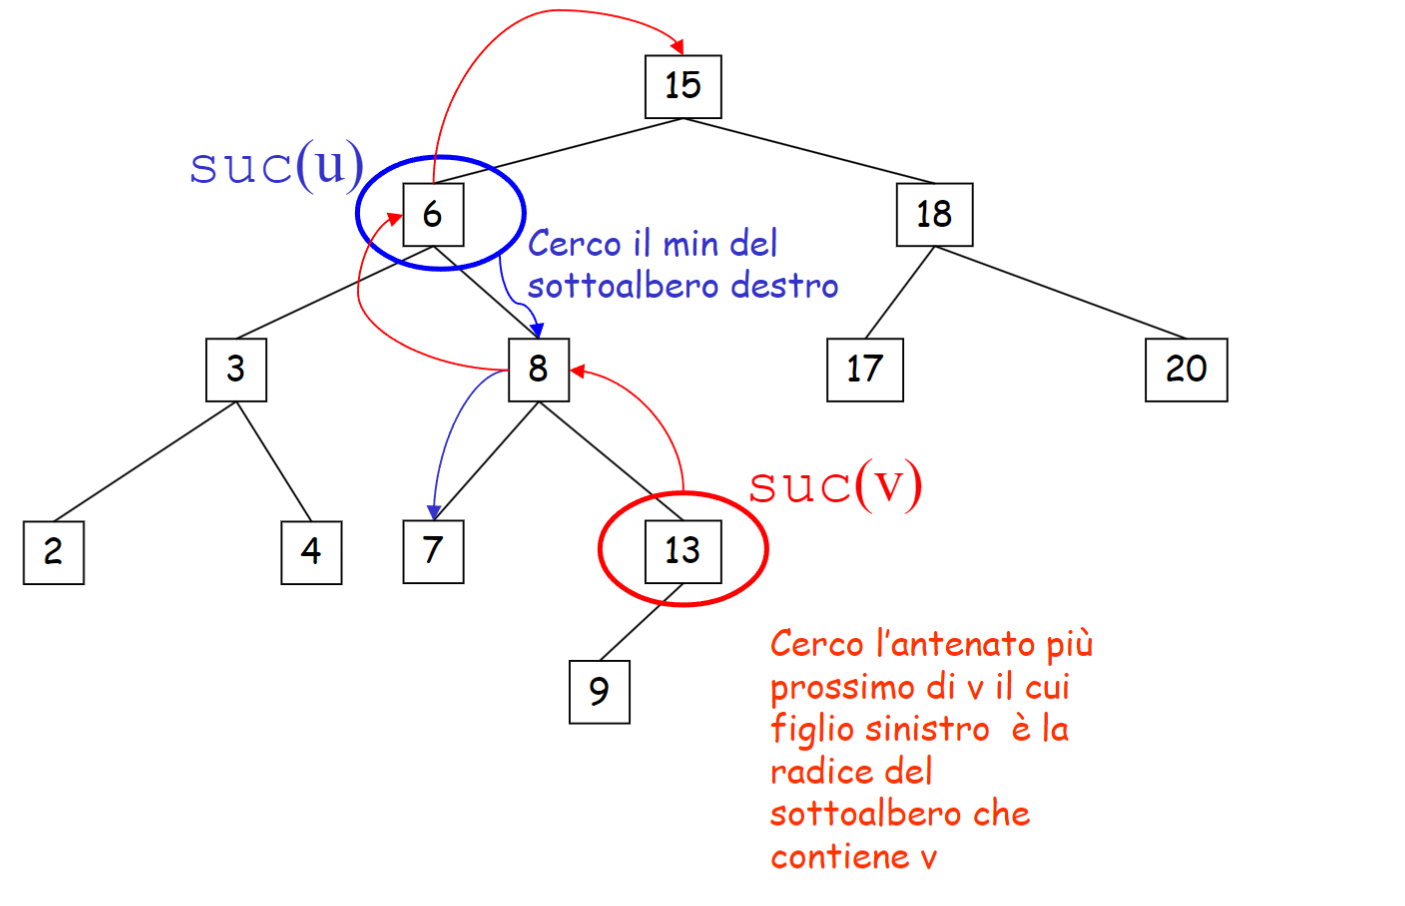 15
suc(u)
6
18
Cerco il min del
sottoalbero destro
3
8
17
20
suc(v)
2
4
7
13
9
Cerco l'antenato più
prossimo di v il cui
figlio sinistro è la
radice del
sottoalbero che
contiene v